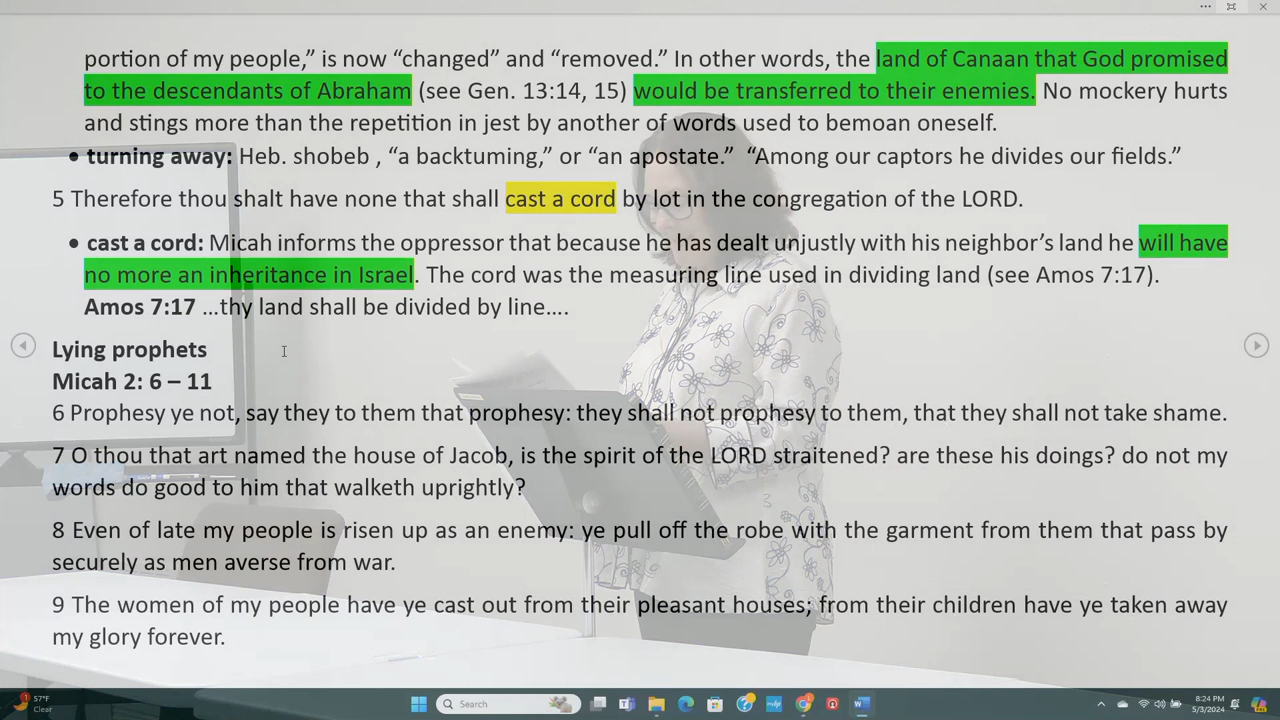 portion of my people,” is now “changed” and “removed.” In other words, the land of Canaan that God promised
to the descendants of Abraham (see Gen. 13:14, 15) would be transferred to their enemies. No mockery hurts
and stings more than the repetition in jest by another of words used to bemoan oneself.
• turning away: Heb. shobeb , “a backtuming,” or “an apostate.”  “Among our captors he divides our fields.”
5 Therefore thou shalt have none that shall cast a cord by lot in the congregation of the LORD.
• cast a cord: Micah informs the oppressor that because he has dealt unjustly with his neighbor’s land he will have
no more an inheritance in Israel. The cord was the measuring line used in dividing land (see Amos 7:17).
Amos 7:17 …thy land shall be divided by line….
Lying prophets
Micah 2: 6 – 11
6 Prophesy ye not, say they to them that prophesy: they shall not prophesy to them, that they shall not take shame.
7 O thou that art named the house of Jacob, is the spirit of the LORD straitened? are these his doings? do not my
words do good to him that walketh uprightly?
8 Even of late my people is risen up as an enemy: ye pull off the robe with the garment from them that pass by
securely as men averse from war.
9 The women of my people have ye cast out from their pleasant houses; from their children have ye taken away
my glory forever.
1
57°F
Clear
Search
8:24 PM
5/3/2024